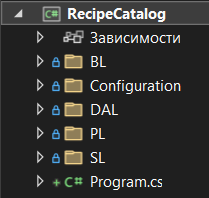 RecipeCatalog
Зависимости
BL
Configuration
DAL
PL
SL
C# Program.cs